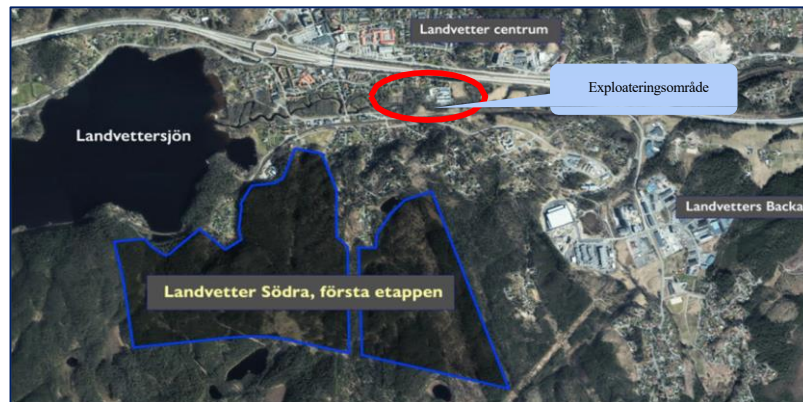 Landvetter centrum
Exploateringsområde
Landvettersjön
Landvetters Backa
Landvetter Södra, första etappen